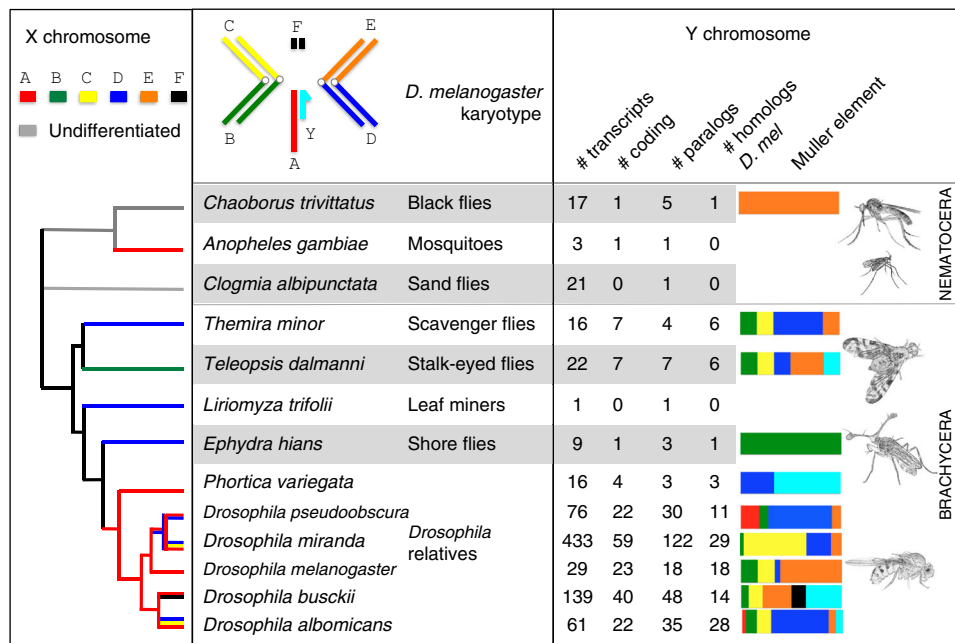 X chromosome
A B C D E F
Undifferentiated
C F E
B Y D
A
D. melanogaster
karyotype
Y chromosome
# transcripts
# coding
# paralogs
# homologs
D. mel
Muller element
Chaoborus trivittatus Black flies 17 1 5 1
Anopheles gambiae Mosquitoes 3 1 1 0
Clogmia albipunctata Sand flies 21 0 1 0
NEMATOCERA
Themira minor Scavenger flies 16 7 4 6
Teleopsis dalmanni Stalk-eyed flies 22 7 7 6
Liriomyza trifolii Leaf miners 1 0 1 0
Ephydra hians Shore flies 9 1 3 1
Phortica variegata 16 4 3 3
Drosophila pseudoobscura 76 22 30 11
Drosophila miranda 433 59 122 29
Drosophila melanogaster 29 23 18 18
Drosophila busckii 139 40 48 14
Drosophila albomicans 61 22 35 28
Drosophila
relatives
BRACHYCERA